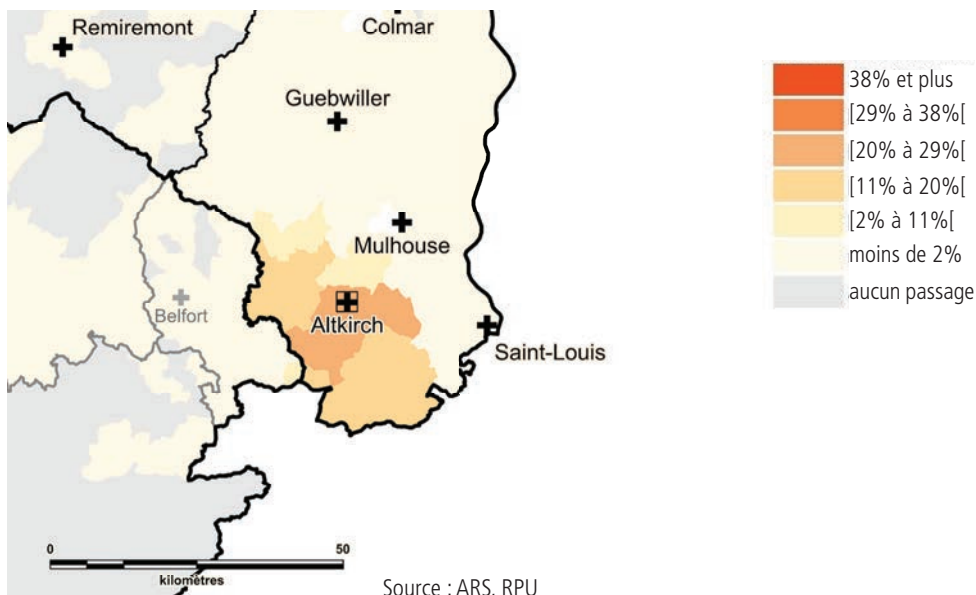 Remiremont
Colmar
Guebwiller
Mulhouse
Belfort
Altkirch
Saint-Louis
38% et plus
[29% à 38%[
[20% à 29%[
[11% à 20%[
[2% à 11%[
moins de 2%
aucun passage
0 50
kilomètres
Source : ARS, RPU